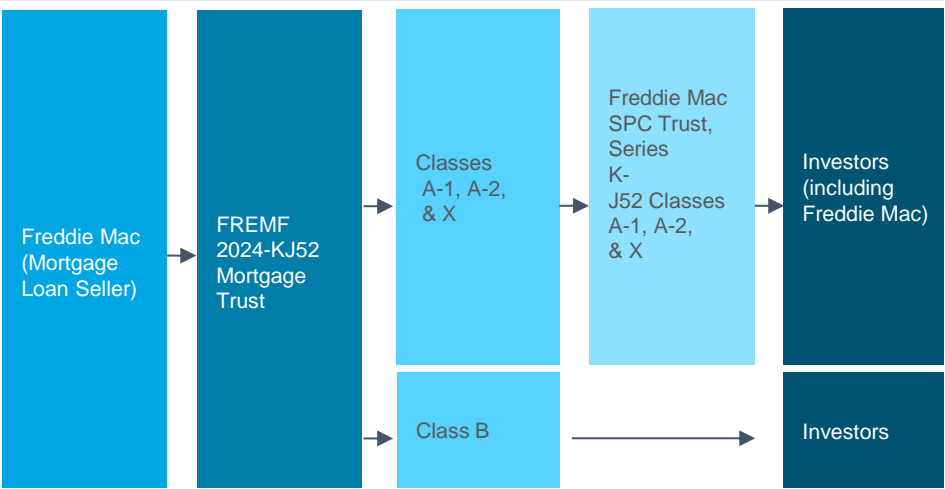 Freddie Mac
(Mortgage
Loan Seller)
FREMF
2024-KJ52
Mortgage
Trust
Classes
A-1, A-2,
& X
Freddie Mac
SPC Trust,
Series
K-
J52 Classes
A-1, A-2,
& X
Investors
(including
Freddie Mac)
Class B
Investors